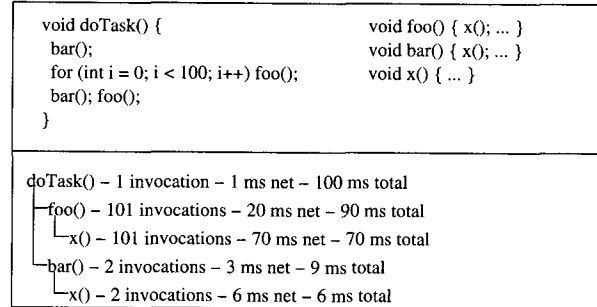 void doTask() {
bar();
for (int i = 0; i < 100; i++) foo();
bar(); foo();
}
void foo() { x(); ... }
void bar() { x(); ... }
void x() { ... }
doTask() – 1 invocation – 1 ms net – 100 ms total
foo() – 101 invocations – 20 ms net – 90 ms total
x() – 101 invocations – 70 ms net – 70 ms total
bar() – 2 invocations – 3 ms net – 9 ms total
x() – 2 invocations – 6 ms net – 6 ms total